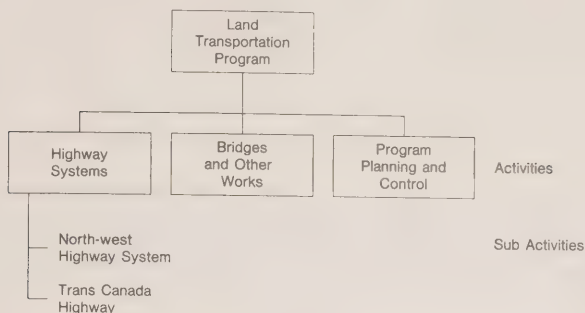 Land
Transportation
Program
Highway
Systems
Bridges
and Other
Works
Program
Planning and
Control
Activities
North-west
Highway System
Sub Activities
Trans Canada
Highway